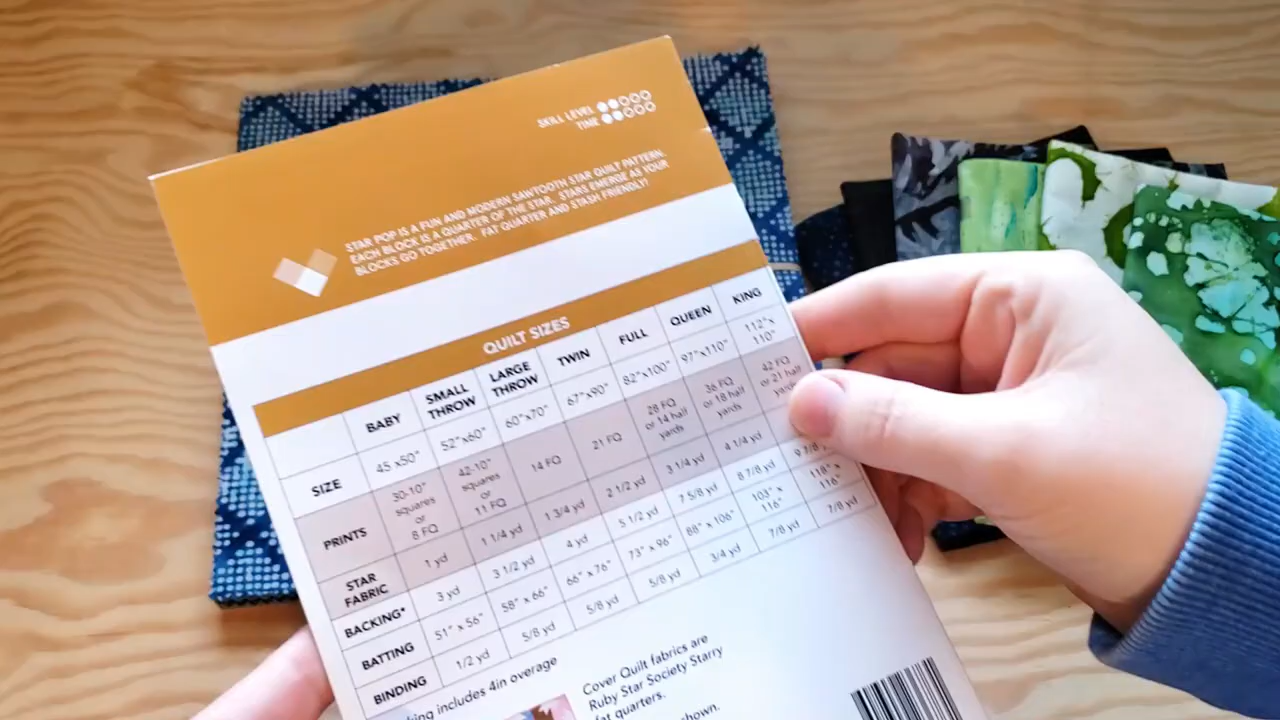 SKILL LEVEL
TIME
STAR POP IS A FUN AND MODERN SAWTOOTH STAR QUILT PATTERN.
EACH BLOCK IS A QUARTER OF THE STAR. STARS EMERGE AS YOUR
BLOCKS GO TOGETHER. FAT QUARTER AND STASH FRIENDLY!
QUILT SIZES
BABY SMALL THROW LARGE THROW TWIN FULL QUEEN KING
SIZE 45 x50" 52"x60" 60"x70" 67"x90" 82"x100" 97"x110" 112"x 110"
PRINTS 30-10" squares or 8 FQ 42-10" squares or 11 FQ 14 FQ 21 FQ 28 FQ or 14 half yards 36 FQ or 18 half yards 42 FQ or 21 half yards
STAR FABRIC 1 yd 1 1/4 yd 1 3/4 yd 2 1/2 yd 3 1/4 yd 4 1/4 yd
BACKING* 3 yd 3 1/2 yd 4 yd 5 1/2 yd 7 5/8 yd 8 7/8 yd 9 7/8
BATTING 51" x 56" 58" x 66" 66" x 76" 73" x 96" 88" x 106" 103" x 116" 118" x 116"
BINDING 1/2 yd 5/8 yd 5/8 yd 5/8 yd 3/4 yd 7/8 yd 7/8 yd
king includes 4in overage
Cover Quilt fabrics are
Ruby Star Society Starry
fat quarters.
shown.